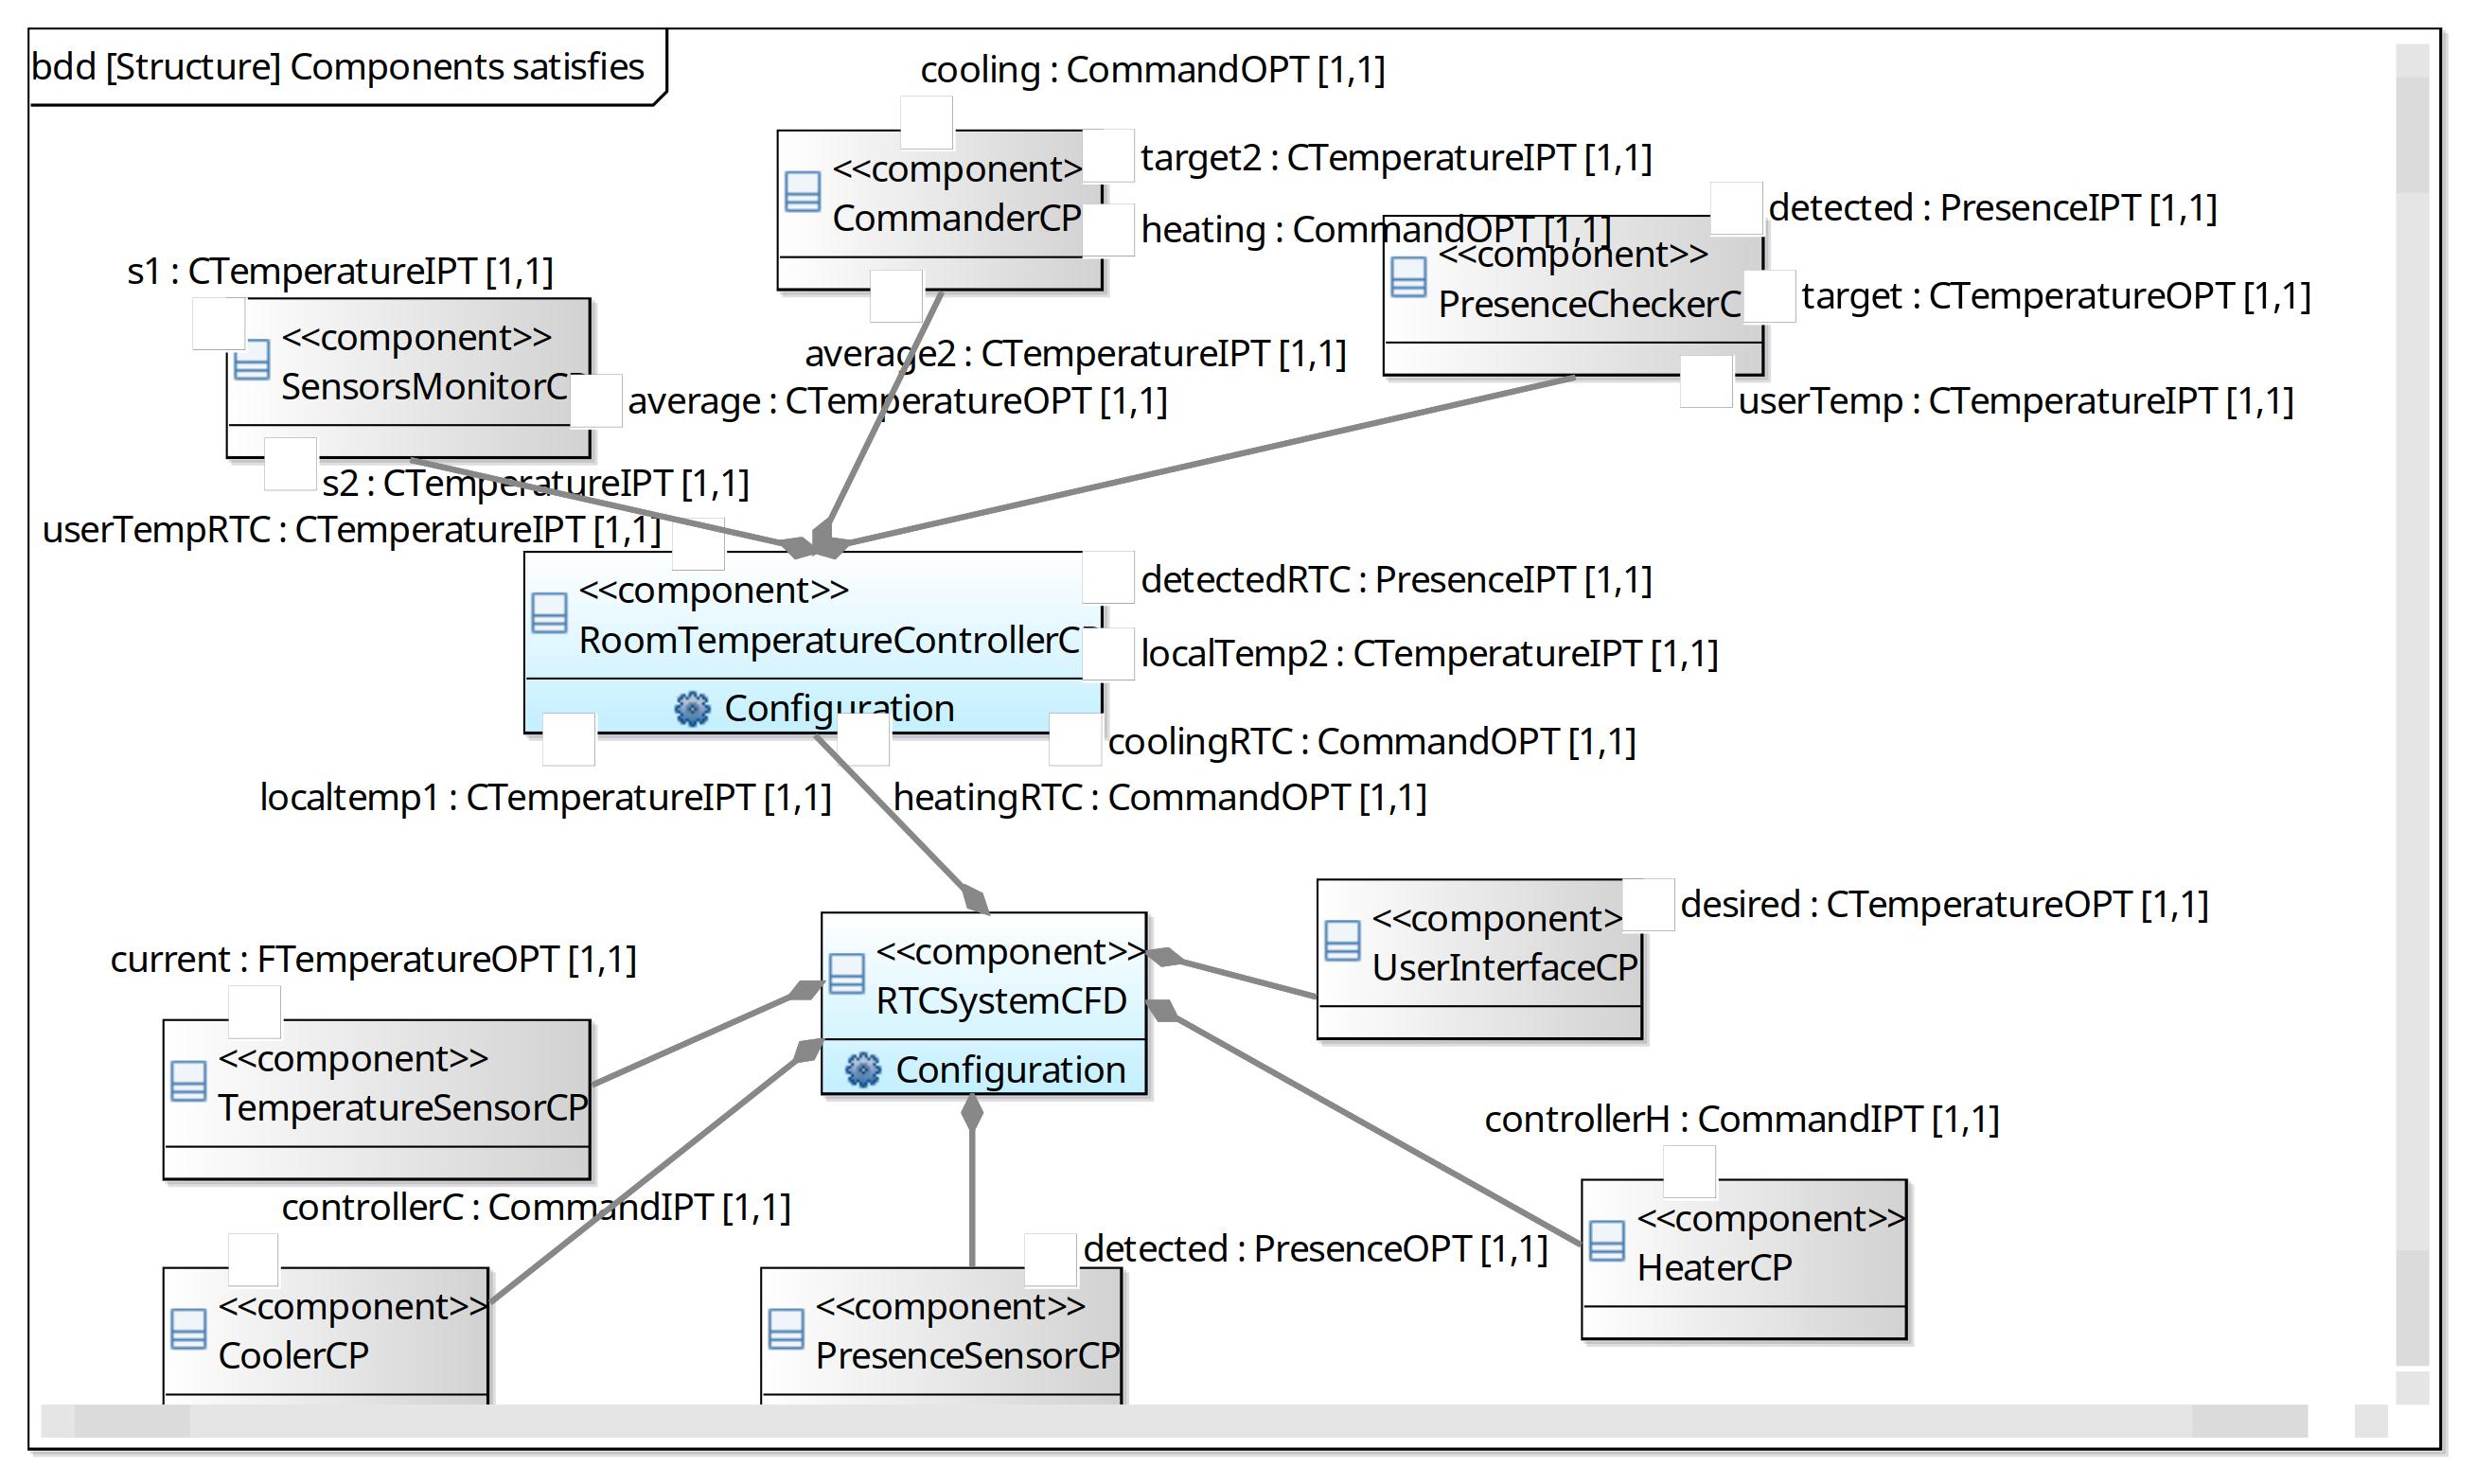 bdd [Structure] Components satisfies
cooling : CommandOPT [1,1]
<<component>
CommanderCP
target2 : CTemperatureIPT [1,1]
heating : CommandOPT [1,1]
average2 : CTemperatureIPT [1,1]
detected : PresenceIPT [1,1]
<<component>>
PresenceCheckerC
target : CTemperatureOPT [1,1]
userTemp : CTemperatureIPT [1,1]
s1 : CTemperatureIPT [1,1]
<<component>>
SensorsMonitorCP
average : CTemperatureOPT [1,1]
s2 : CTemperatureIPT [1,1]
userTempRTC : CTemperatureIPT [1,1]
<<component>>
RoomTemperatureControllerCP
Configuration
detectedRTC : PresenceIPT [1,1]
localTemp2 : CTemperatureIPT [1,1]
coolingRTC : CommandOPT [1,1]
localtemp1 : CTemperatureIPT [1,1]
heatingRTC : CommandOPT [1,1]
<<component>>
RTCSystemCFD
Configuration
<<component>
UserInterfaceCP
desired : CTemperatureOPT [1,1]
current : FTemperatureOPT [1,1]
<<component>>
TemperatureSensorCP
controllerH : CommandIPT [1,1]
<<component>>
HeaterCP
controllerC : CommandIPT [1,1]
<<component>>
CoolerCP
detected : PresenceOPT [1,1]
<<component>>
PresenceSensorCP